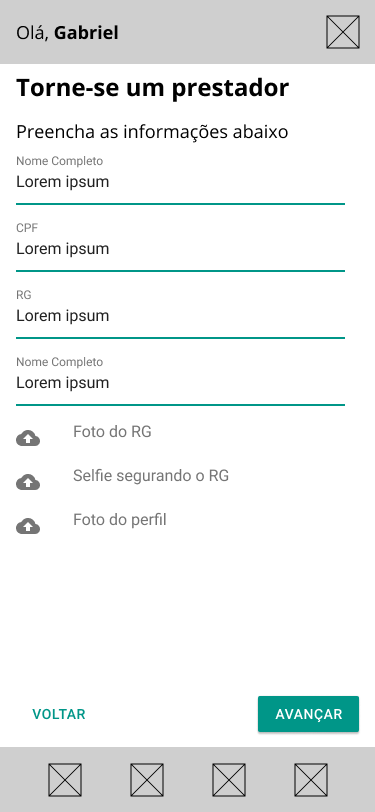 Olá, Gabriel
Torne-se um prestador
Preencha as informações abaixo
Nome Completo
Lorem ipsum
CPF
Lorem ipsum
RG
Lorem ipsum
Nome Completo
Lorem ipsum
Foto do RG
Selfie segurando o RG
Foto do perfil
VOLTAR
AVANÇAR